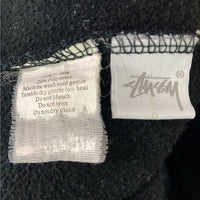 Machine wash cold gentle
Tumble dry gentle low heat
Do not bleach
Do not iron
Do not dry clean
STUSSY